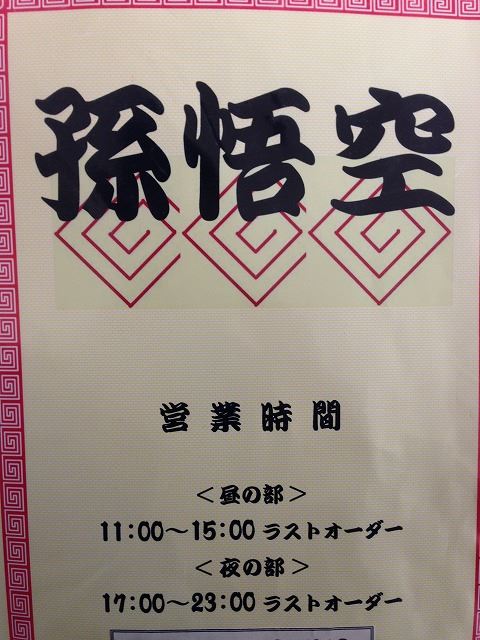 孫悟空
営業時間
<昼の部>
11:00～15:00 ラストオーダー
<夜の部>
17:00～23:00 ラストオーダー